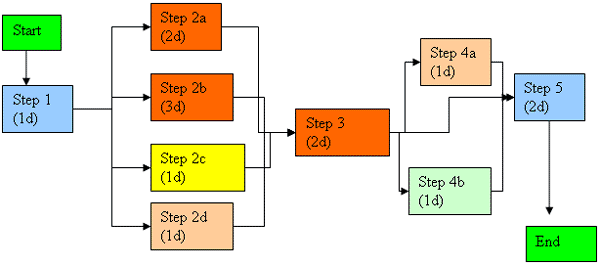 Start
Step 1
(1d)
Step 2a
(2d)
Step 2b
(3d)
Step 2c
(1d)
Step 2d
(1d)
Step 3
(2d)
Step 4a
(1d)
Step 4b
(1d)
Step 5
(2d)
End